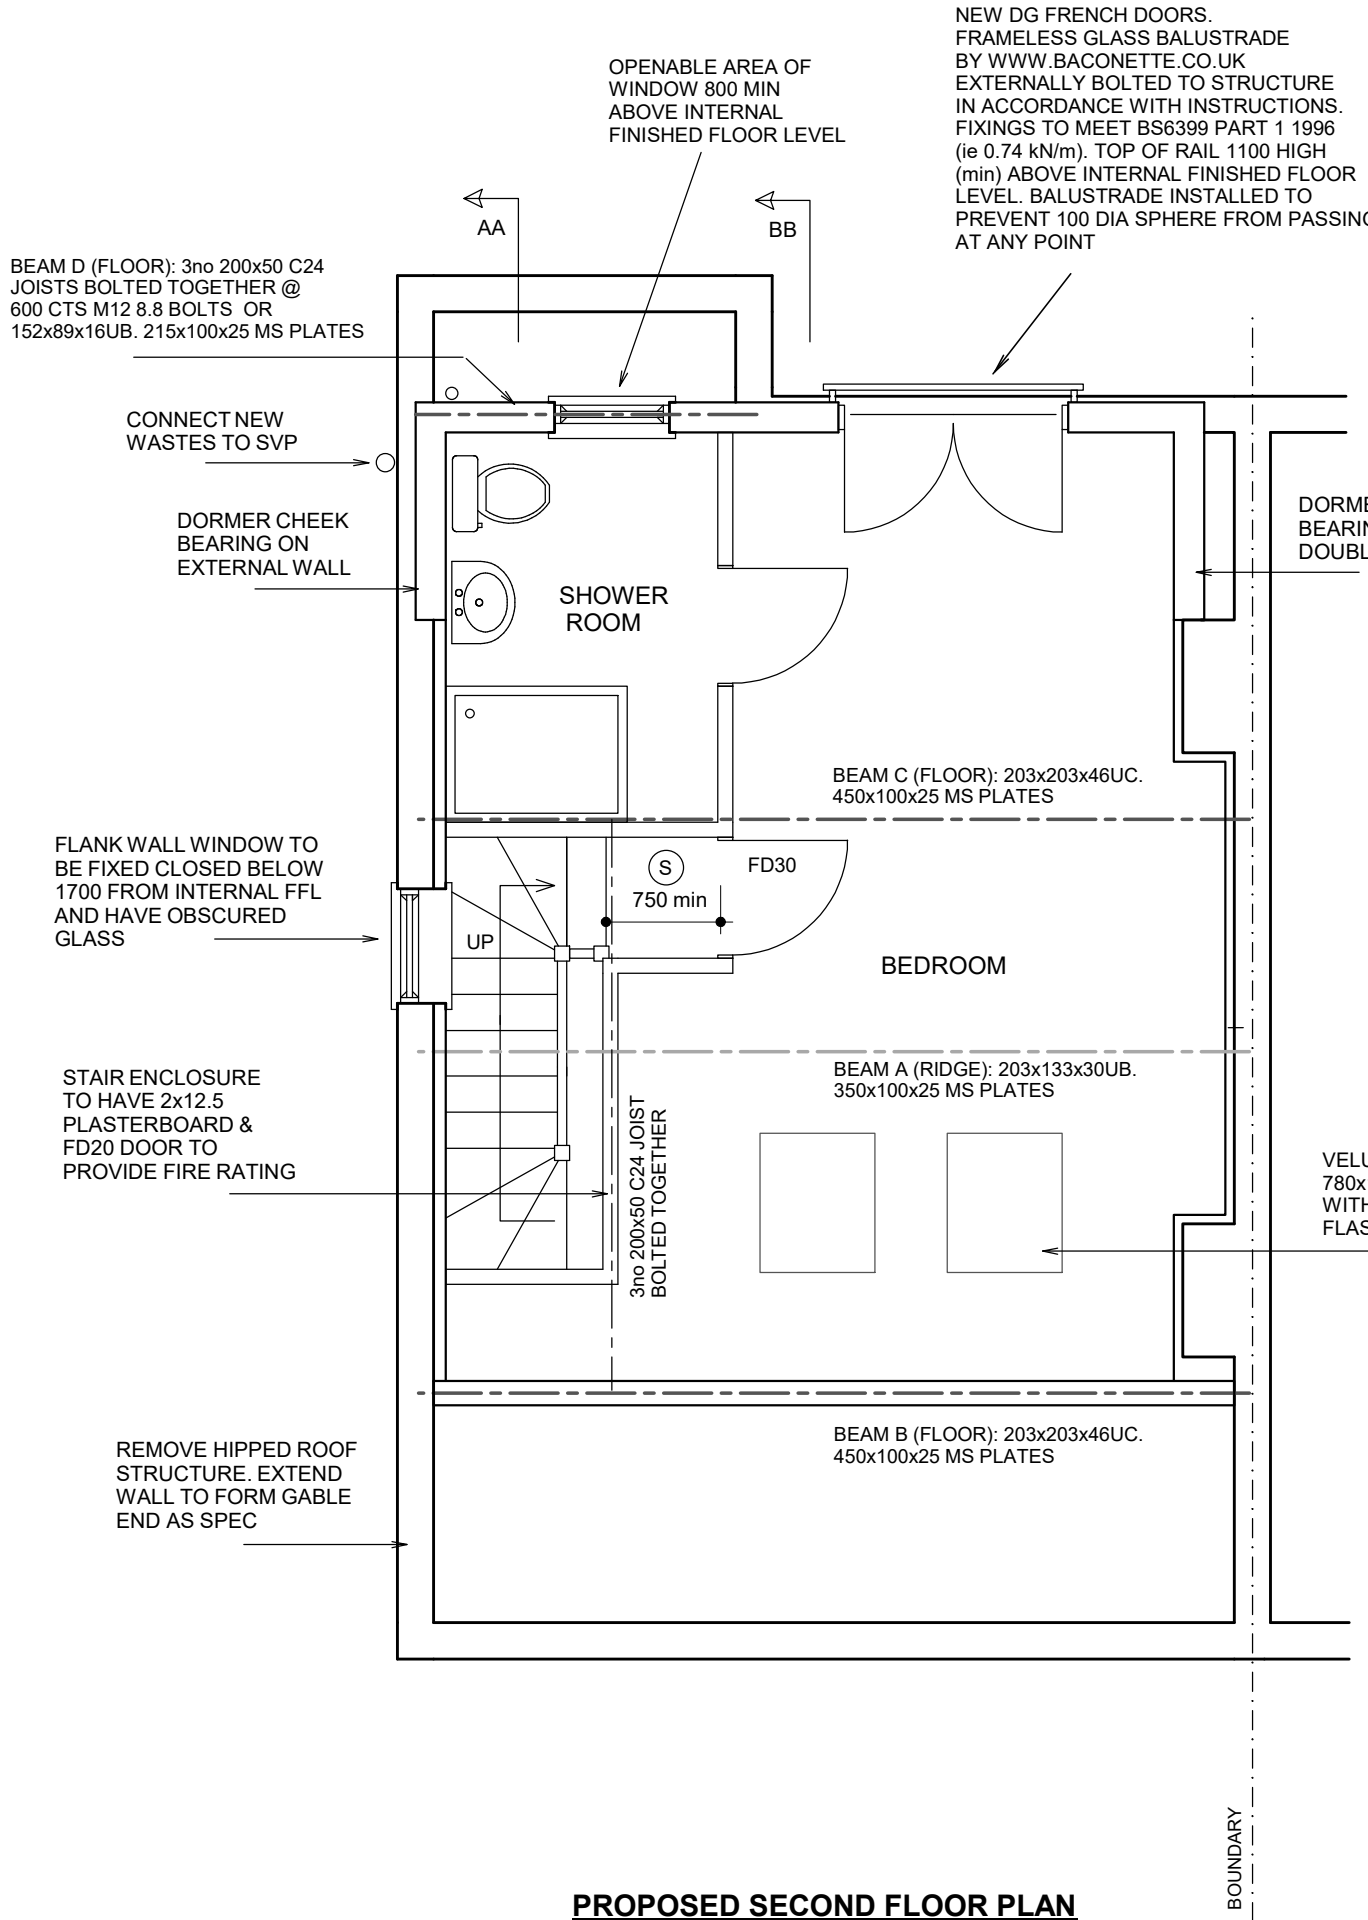 NEW DG FRENCH DOORS.
FRAMELESS GLASS BALUSTRADE
BY WWW.BACONETTE.CO.UK
EXTERNALLY BOLTED TO STRUCTURE
IN ACCORDANCE WITH INSTRUCTIONS.
FIXINGS TO MEET BS6399 PART 1 1996
(ie 0.74 kN/m). TOP OF RAIL 1100 HIGH
(min) ABOVE INTERNAL FINISHED FLOOR
LEVEL. BALUSTRADE INSTALLED TO
PREVENT 100 DIA SPHERE FROM PASSING
AT ANY POINT
OPENABLE AREA OF
WINDOW 800 MIN
ABOVE INTERNAL
FINISHED FLOOR LEVEL
AA
BB
BEAM D (FLOOR): 3no 200x50 C24
JOISTS BOLTED TOGETHER @
600 CTS M12 8.8 BOLTS OR
152x89x16UB. 215x100x25 MS PLATES
CONNECT NEW
WASTES TO SVP
DORMER CHEEK
BEARING ON
EXTERNAL WALL
DORME
BEARIN
DOUBL
SHOWER
ROOM
BEAM C (FLOOR): 203x203x46UC.
450x100x25 MS PLATES
FLANK WALL WINDOW TO
BE FIXED CLOSED BELOW
1700 FROM INTERNAL FFL
AND HAVE OBSCURED
GLASS
S
FD30
750 min
UP
BEDROOM
BEAM A (RIDGE): 203x133x30UB.
350x100x25 MS PLATES
STAIR ENCLOSURE
TO HAVE 2x12.5
PLASTERBOARD &
FD20 DOOR TO
PROVIDE FIRE RATING
3no 200x50 C24 JOIST
BOLTED TOGETHER
VELU
780x
WITH
FLAS
BEAM B (FLOOR): 203x203x46UC.
450x100x25 MS PLATES
REMOVE HIPPED ROOF
STRUCTURE. EXTEND
WALL TO FORM GABLE
END AS SPEC
BOUNDARY
PROPOSED SECOND FLOOR PLAN